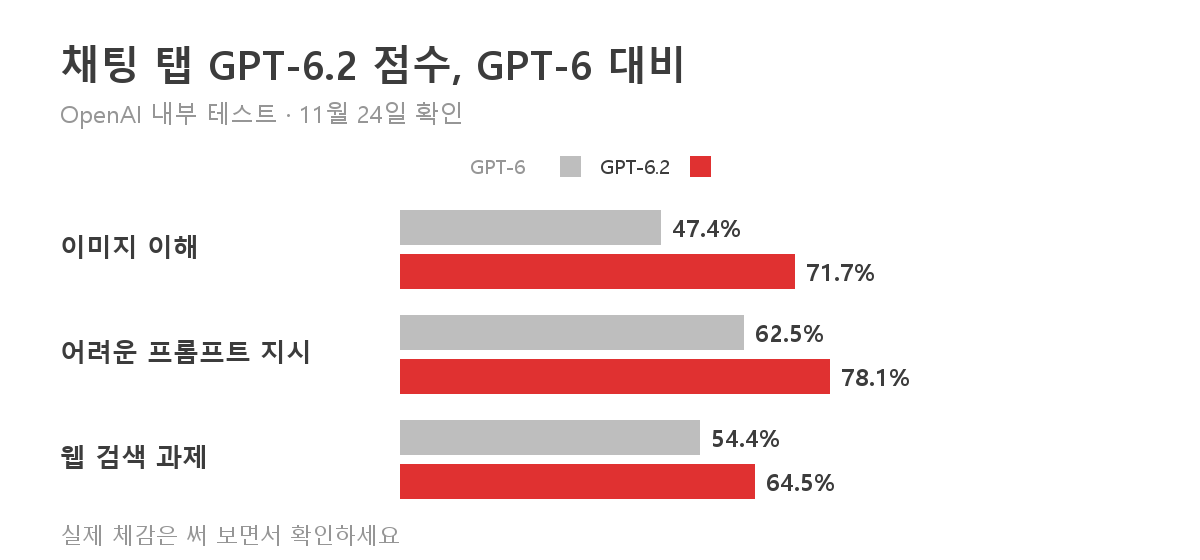 채팅 탭 GPT-6.2 점수, GPT-6 대비
OpenAI 내부 테스트 · 11월 24일 확인
GPT-6 GPT-6.2
47.4%
이미지 이해
71.7%
62.5%
어려운 프롬프트 지시
78.1%
54.4%
웹 검색 과제
64.5%
실제 체감은 써 보면서 확인하세요